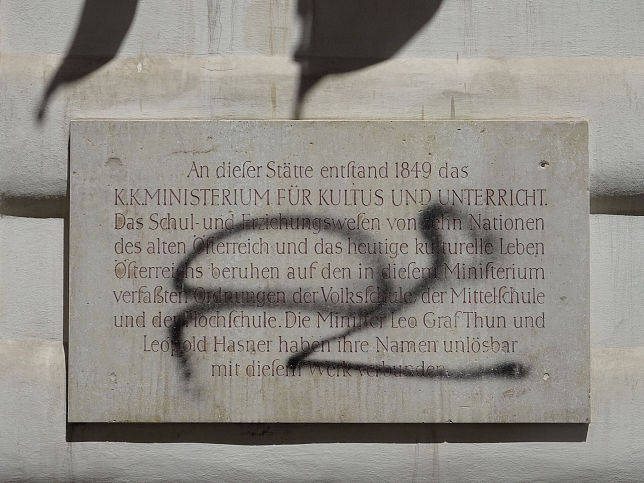 An dieſer Stätte entſtand 1849 das
K.K.MINISTERIUM FÜR KULTUS UND UNTERRICHT.
Das Schul- und Erziehungsweſen von zehn Nationen
des alten Öſterreich und das heutige kulturelle Leben
Öſterreichs beruhen auf den in dieſem Miniſterium
verfaßten Ordnungen der Volksſchule, der Mittelſchule
und der Hochſchule. Die Miniſter Leo Graf Thun und
Leopold Hasner haben ihre Namen unlösbar
mit dieſem Werk verbunden.